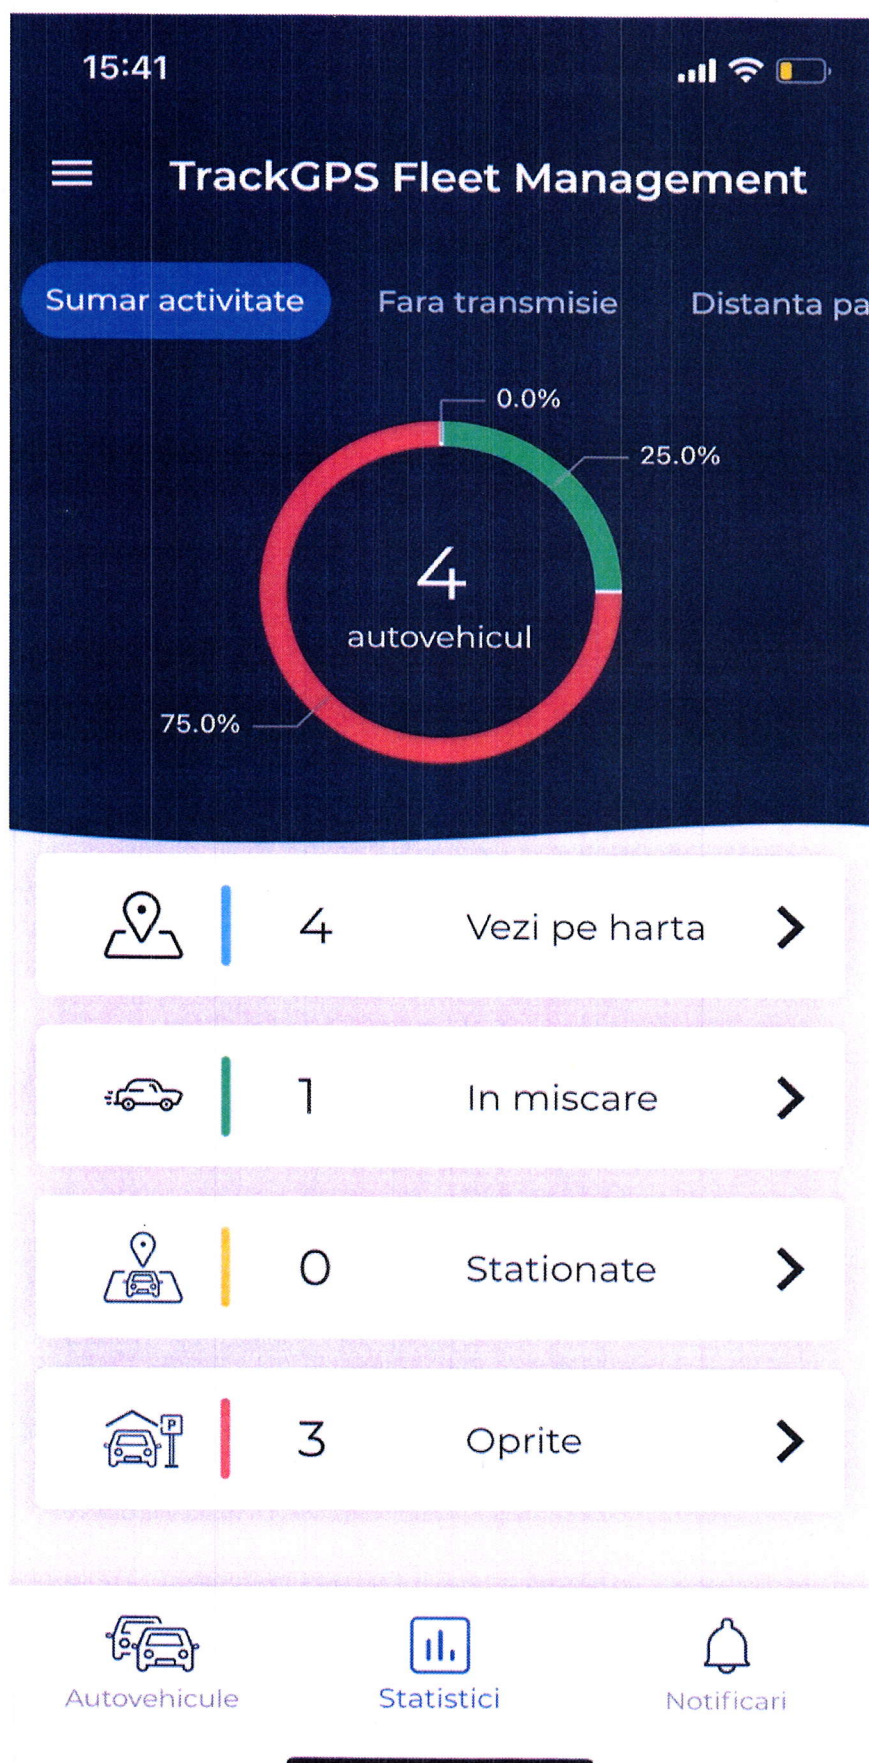 15:41
TrackGPS Fleet Management
Sumar activitate Fara transmisie Distanta pa
0.0%
25.0%
4
autovehicul
75.0%
4 Vezi pe harta
1 In miscare
0 Stationate
P
3 Oprite
Autovehicule Statistici Notificari